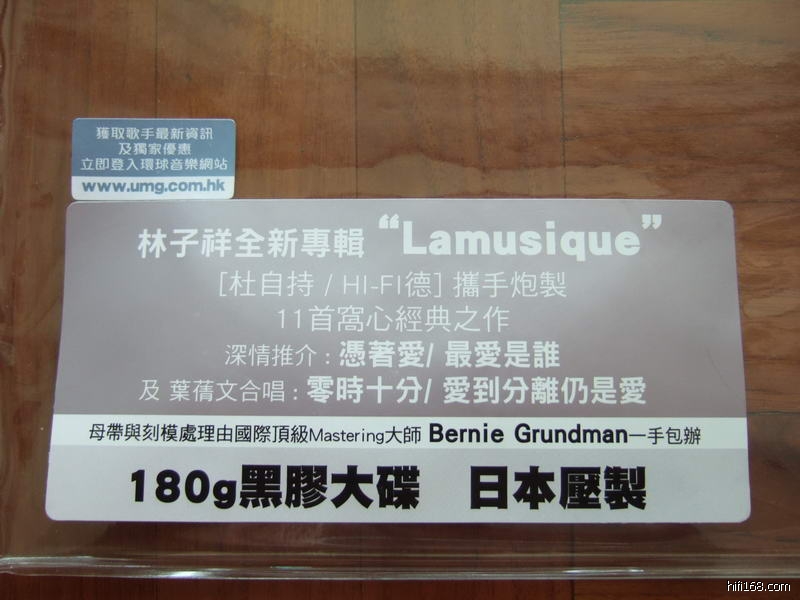 獲取歌手最新資訊
及獨家優惠
立即登入環球音樂網站
www.umg.com.hk
林子祥全新專輯 “Lamusique”
[杜自持 / HI-FI德] 攜手炮製
11首窩心經典之作
深情推介 : 憑著愛/ 最愛是誰
及 葉蒨文合唱 : 零時十分/ 愛到分離仍是愛
母帶與刻模處理由國際頂級Mastering大師 Bernie Grundman一手包辦
180g黑膠大碟 日本壓製
hifi168.com